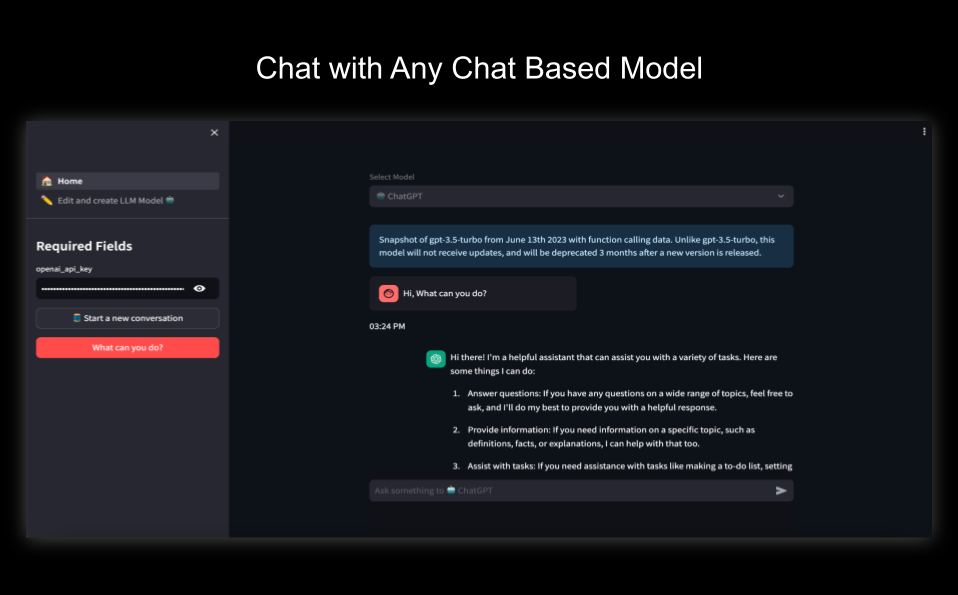 Chat with Any Chat Based Model
Home
Edit and create LLM Model
Required Fields
openai_api_key
Start a new conversation
What can you do?
Select Model
ChatGPT
Snapshot of gpt-3.5-turbo from June 13th 2023 with function calling data. Unlike gpt-3.5-turbo, this
model will not receive updates, and will be deprecated 3 months after a new version is released.
Hi, What can you do?
03:24 PM
Hi there! I'm a helpful assistant that can assist you with a variety of tasks. Here are
some things I can do:
1. Answer questions: If you have any questions on a wide range of topics, feel free to
ask, and I'll do my best to provide you with a helpful response.
2. Provide information: If you need information on a specific topic, such as
definitions, facts, or explanations, I can help with that too.
3. Assist with tasks: If you need assistance with tasks like making a to-do list, setting
Ask something to ChatGPT